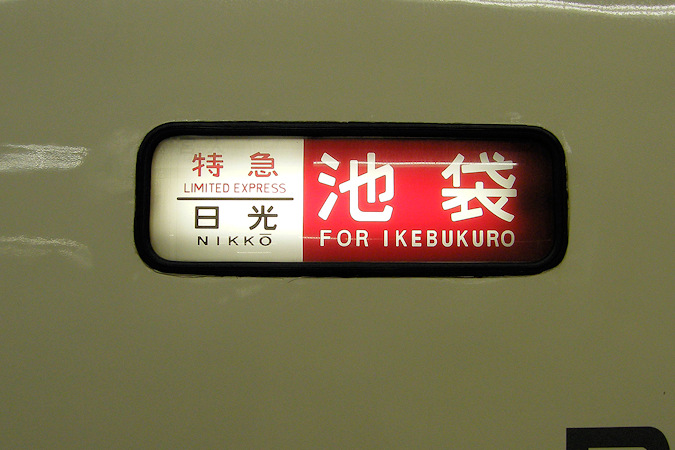 特急
LIMITED EXPRESS
日光
NIKKŌ
池袋
FOR IKEBUKURO